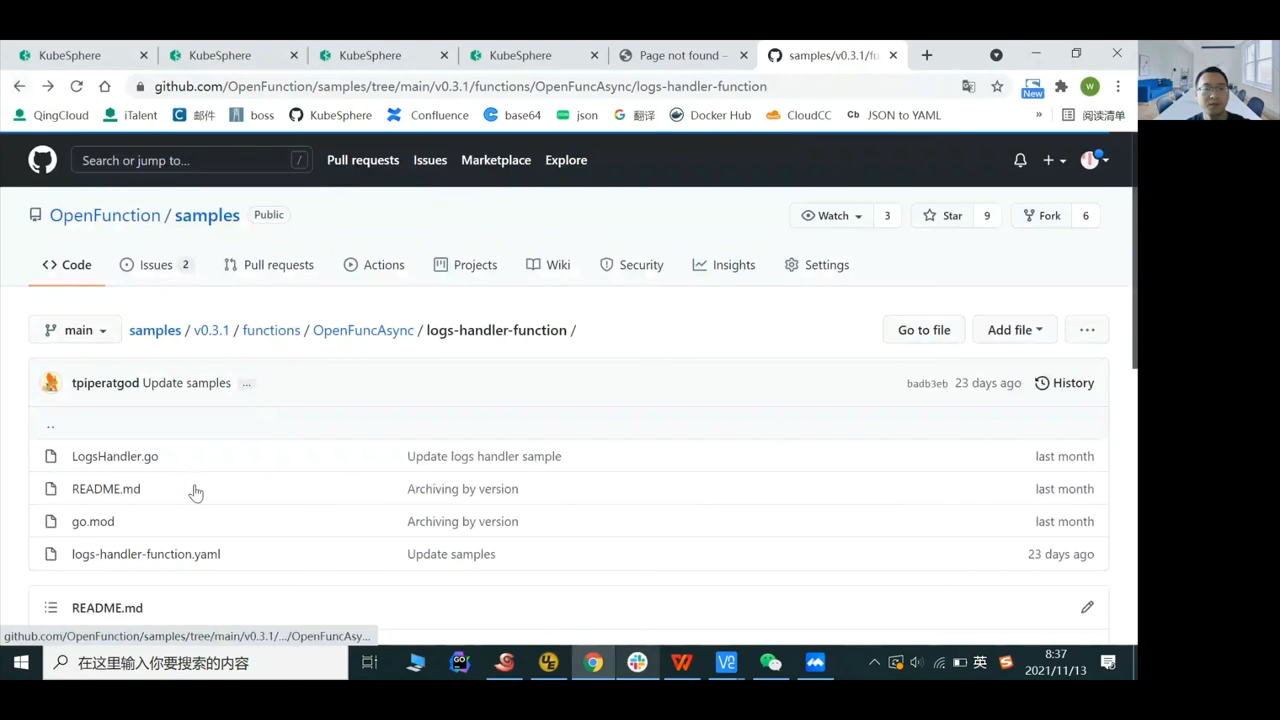 KubeSphere KubeSphere KubeSphere KubeSphere Page not found – samples/v0.3.1/fu
github.com/OpenFunction/samples/tree/main/v0.3.1/functions/OpenFuncAsync/logs-handler-function New W
QingCloud iTalent 邮件 boss KubeSphere Confluence base64 json 翻译 Docker Hub CloudCC Cb JSON to YAML » 阅读清单
Search or jump to... / Pull requests Issues Marketplace Explore
OpenFunction / samples Public Watch 3 Star 9 Fork 6
Code Issues 2 Pull requests Actions Projects Wiki Security Insights Settings
main samples / v0.3.1 / functions / OpenFuncAsync / logs-handler-function / Go to file Add file ...
tpiperatgod Update samples ... badb3eb 23 days ago History
..
LogsHandler.go Update logs handler sample last month
README.md Archiving by version last month
go.mod Archiving by version last month
logs-handler-function.yaml Update samples 23 days ago
README.md
github.com/OpenFunction/samples/tree/main/v0.3.1/.../OpenFuncAsy...
在这里输入你要搜索的内容 英 8:37
2021/11/13